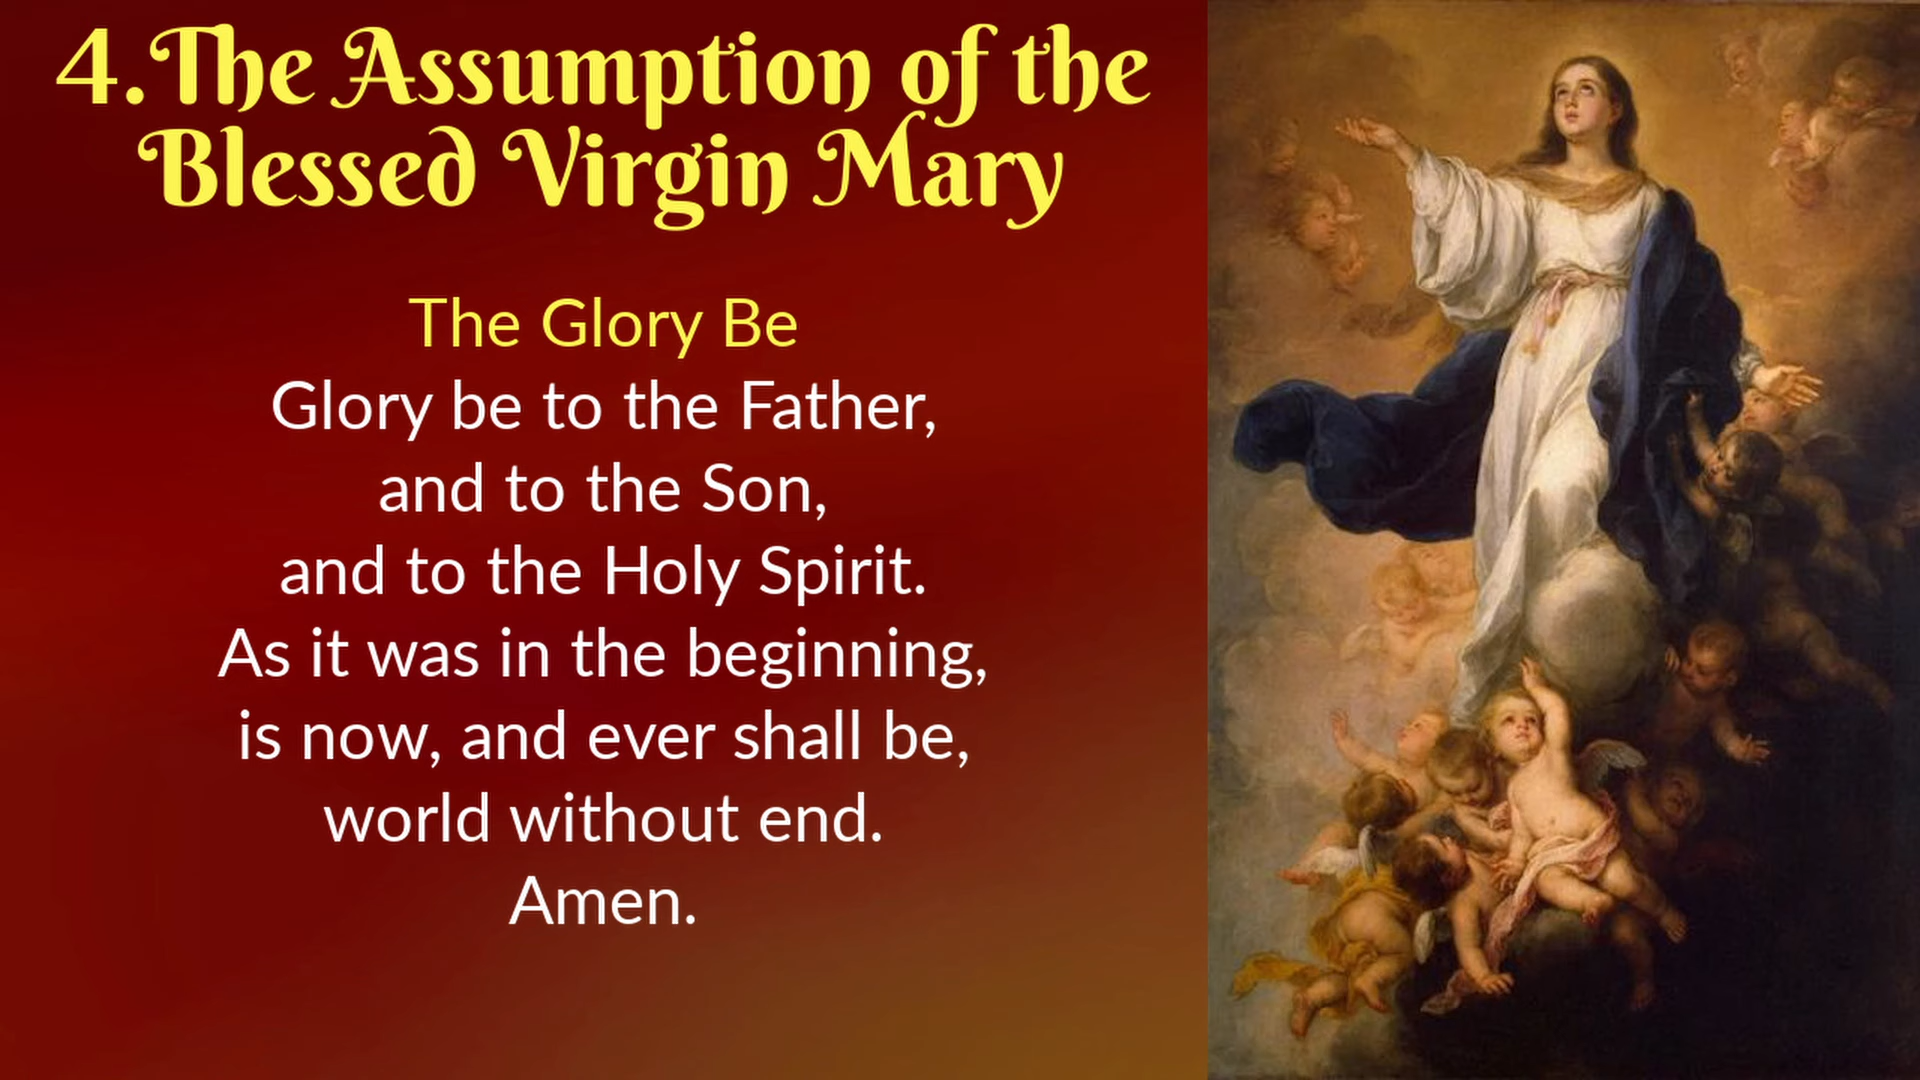 4.The Assumption of the
Blessed Virgin Mary
The Glory Be
Glory be to the Father,
and to the Son,
and to the Holy Spirit.
As it was in the beginning,
is now, and ever shall be,
world without end.
Amen.